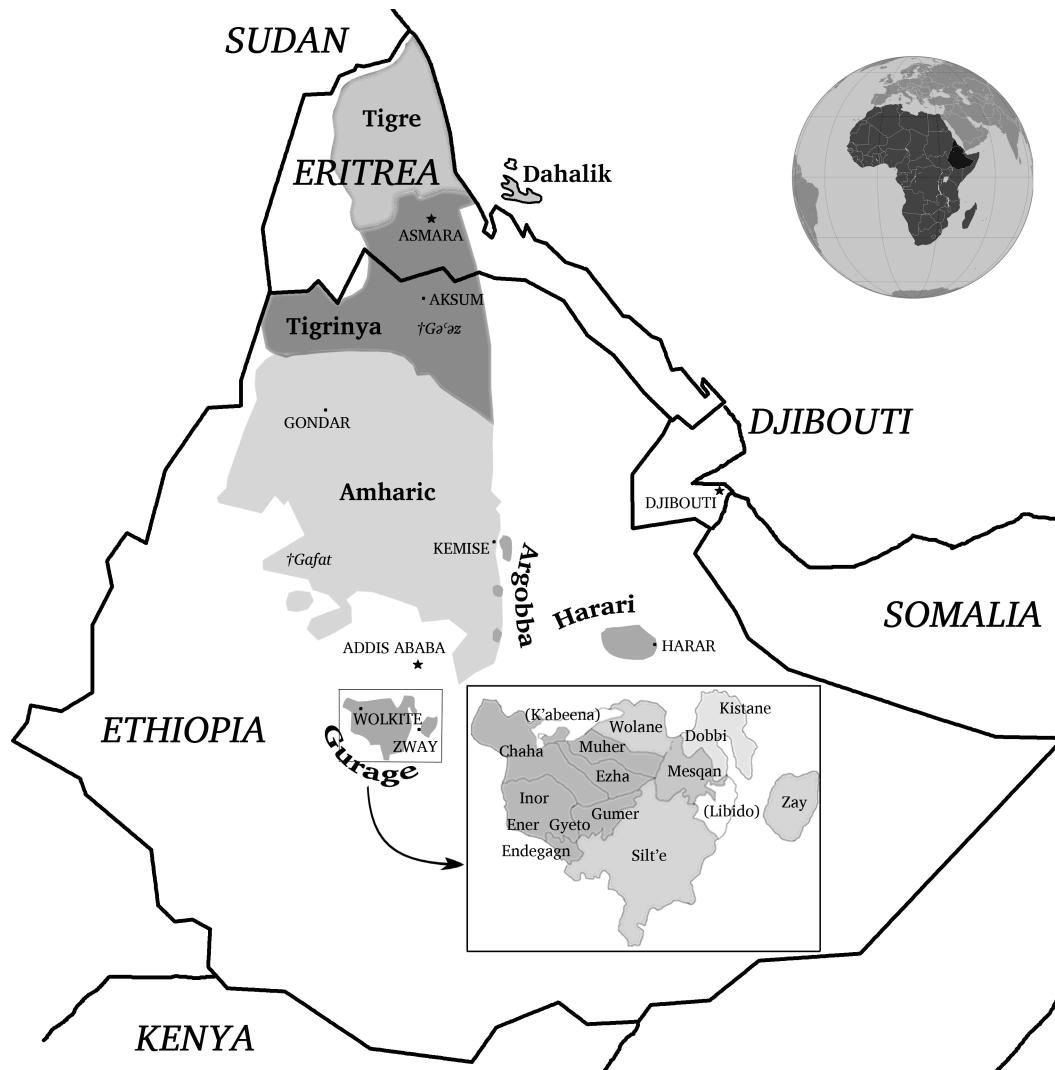 SUDAN
Tigre
ERITREA
Dahalik
ASMARA
AKSUM
Tigrinya
†Gəʿəz
GONDAR
DJIBOUTI
Amharic
DJIBOUTI
KEMISE
†Gafat
Argobba
Harari
SOMALIA
ADDIS ABABA
HARAR
ETHIOPIA
WOLKITE
ZWAY
Gurage
(K'abeena)
Kistane
Wolane
Dobbi
Chaha
Muher
Ezha
Mesqan
Inor
Zay
Gumer
(Libido)
Ener
Gyeto
Endegagn
Silt'e
KENYA